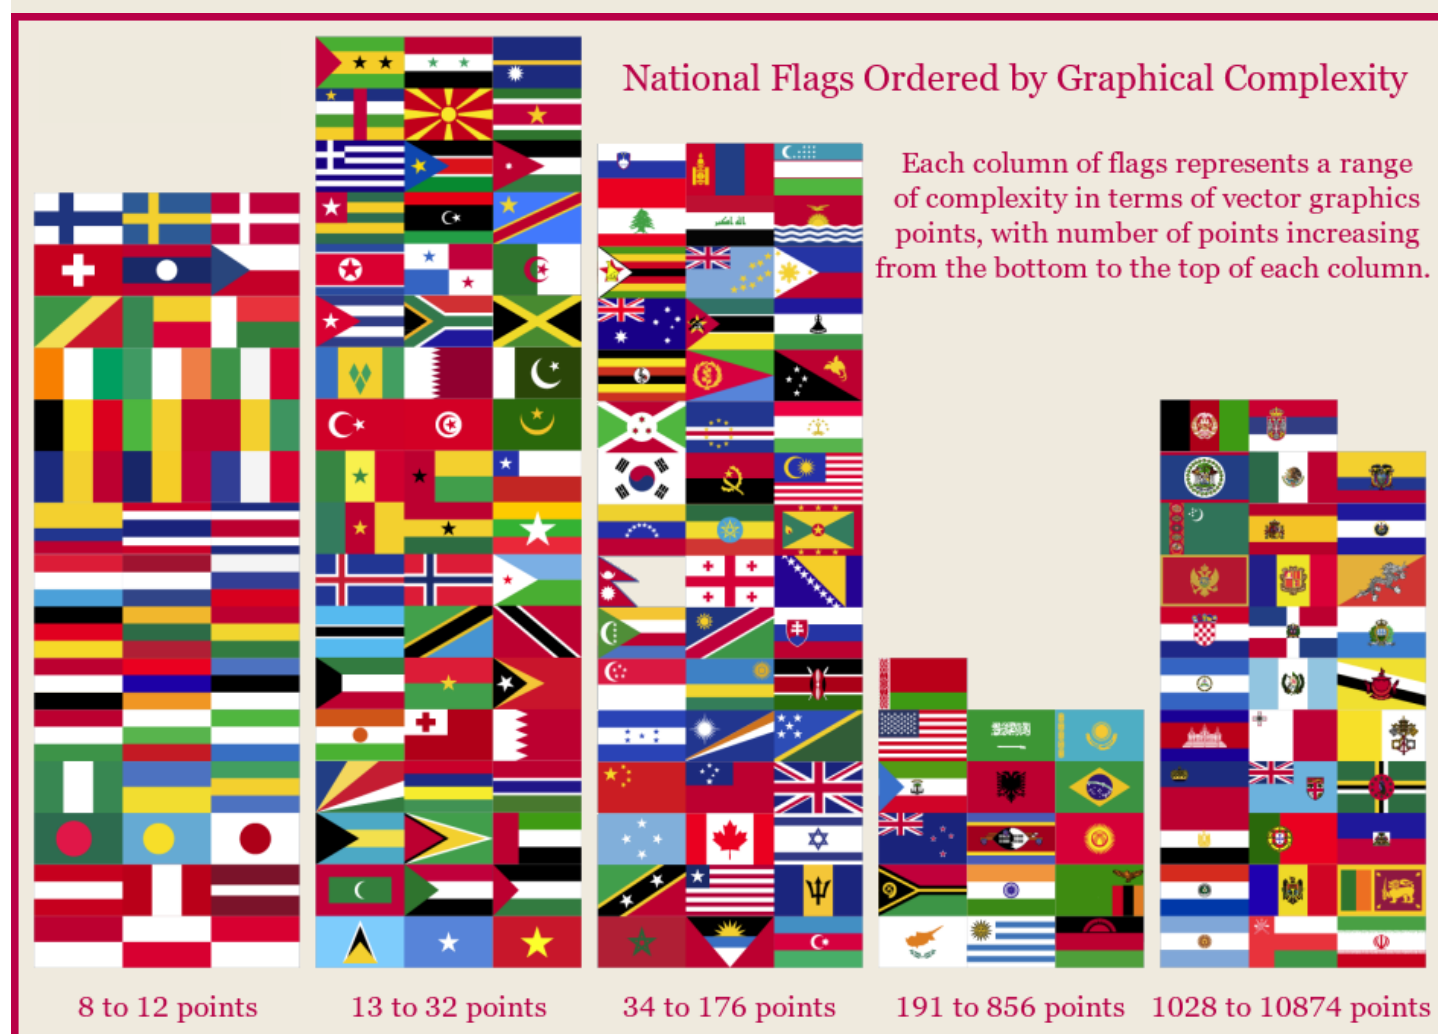 National Flags Ordered by Graphical Complexity
Each column of flags represents a range
of complexity in terms of vector graphics
points, with number of points increasing
from the bottom to the top of each column.
8 to 12 points
13 to 32 points
34 to 176 points
191 to 856 points
1028 to 10874 points